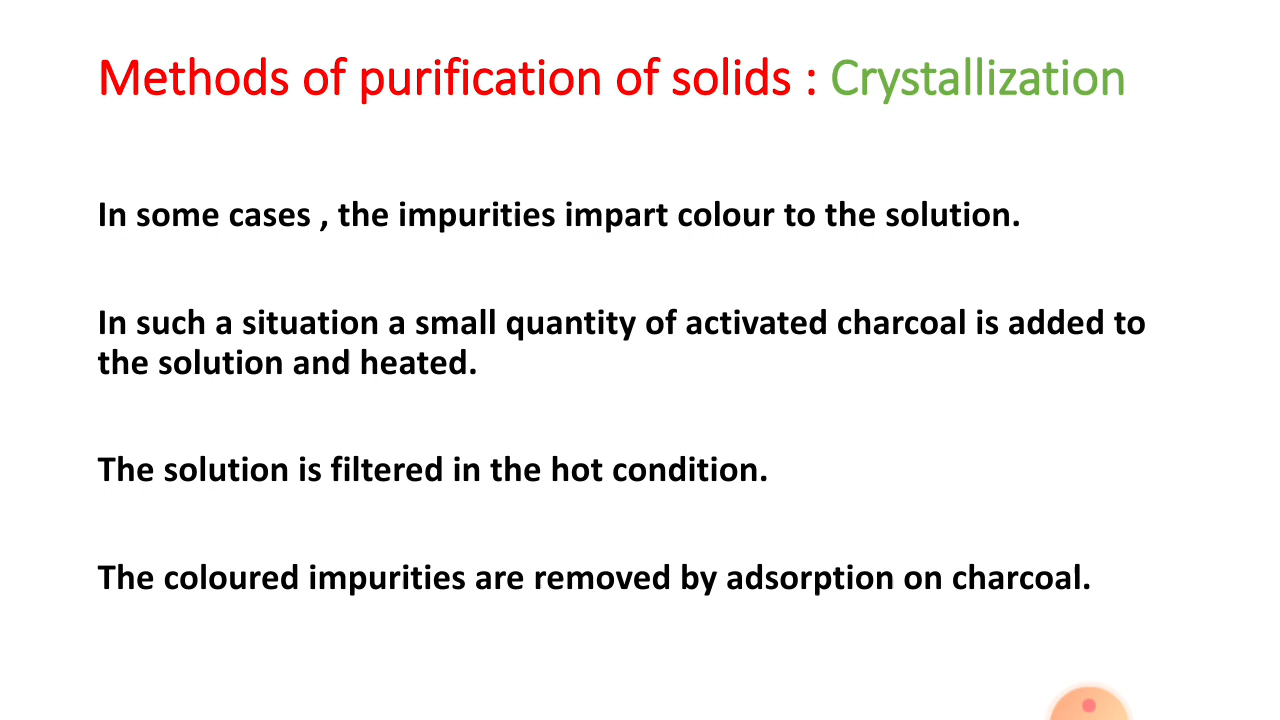 Methods of purification of solids : Crystallization
In some cases , the impurities impart colour to the solution.
In such a situation a small quantity of activated charcoal is added to
the solution and heated.
The solution is filtered in the hot condition.
The coloured impurities are removed by adsorption on charcoal.